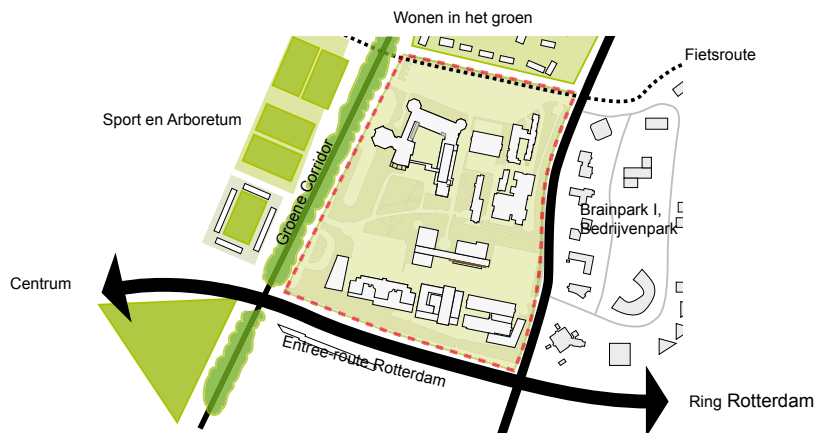 Wonen in het groen
Fietsroute
Sport en Arboretum
Groene Corridor
Brainpark I,
Bedrijvenpark
Centrum
Entree-route Rotterdam
Ring Rotterdam